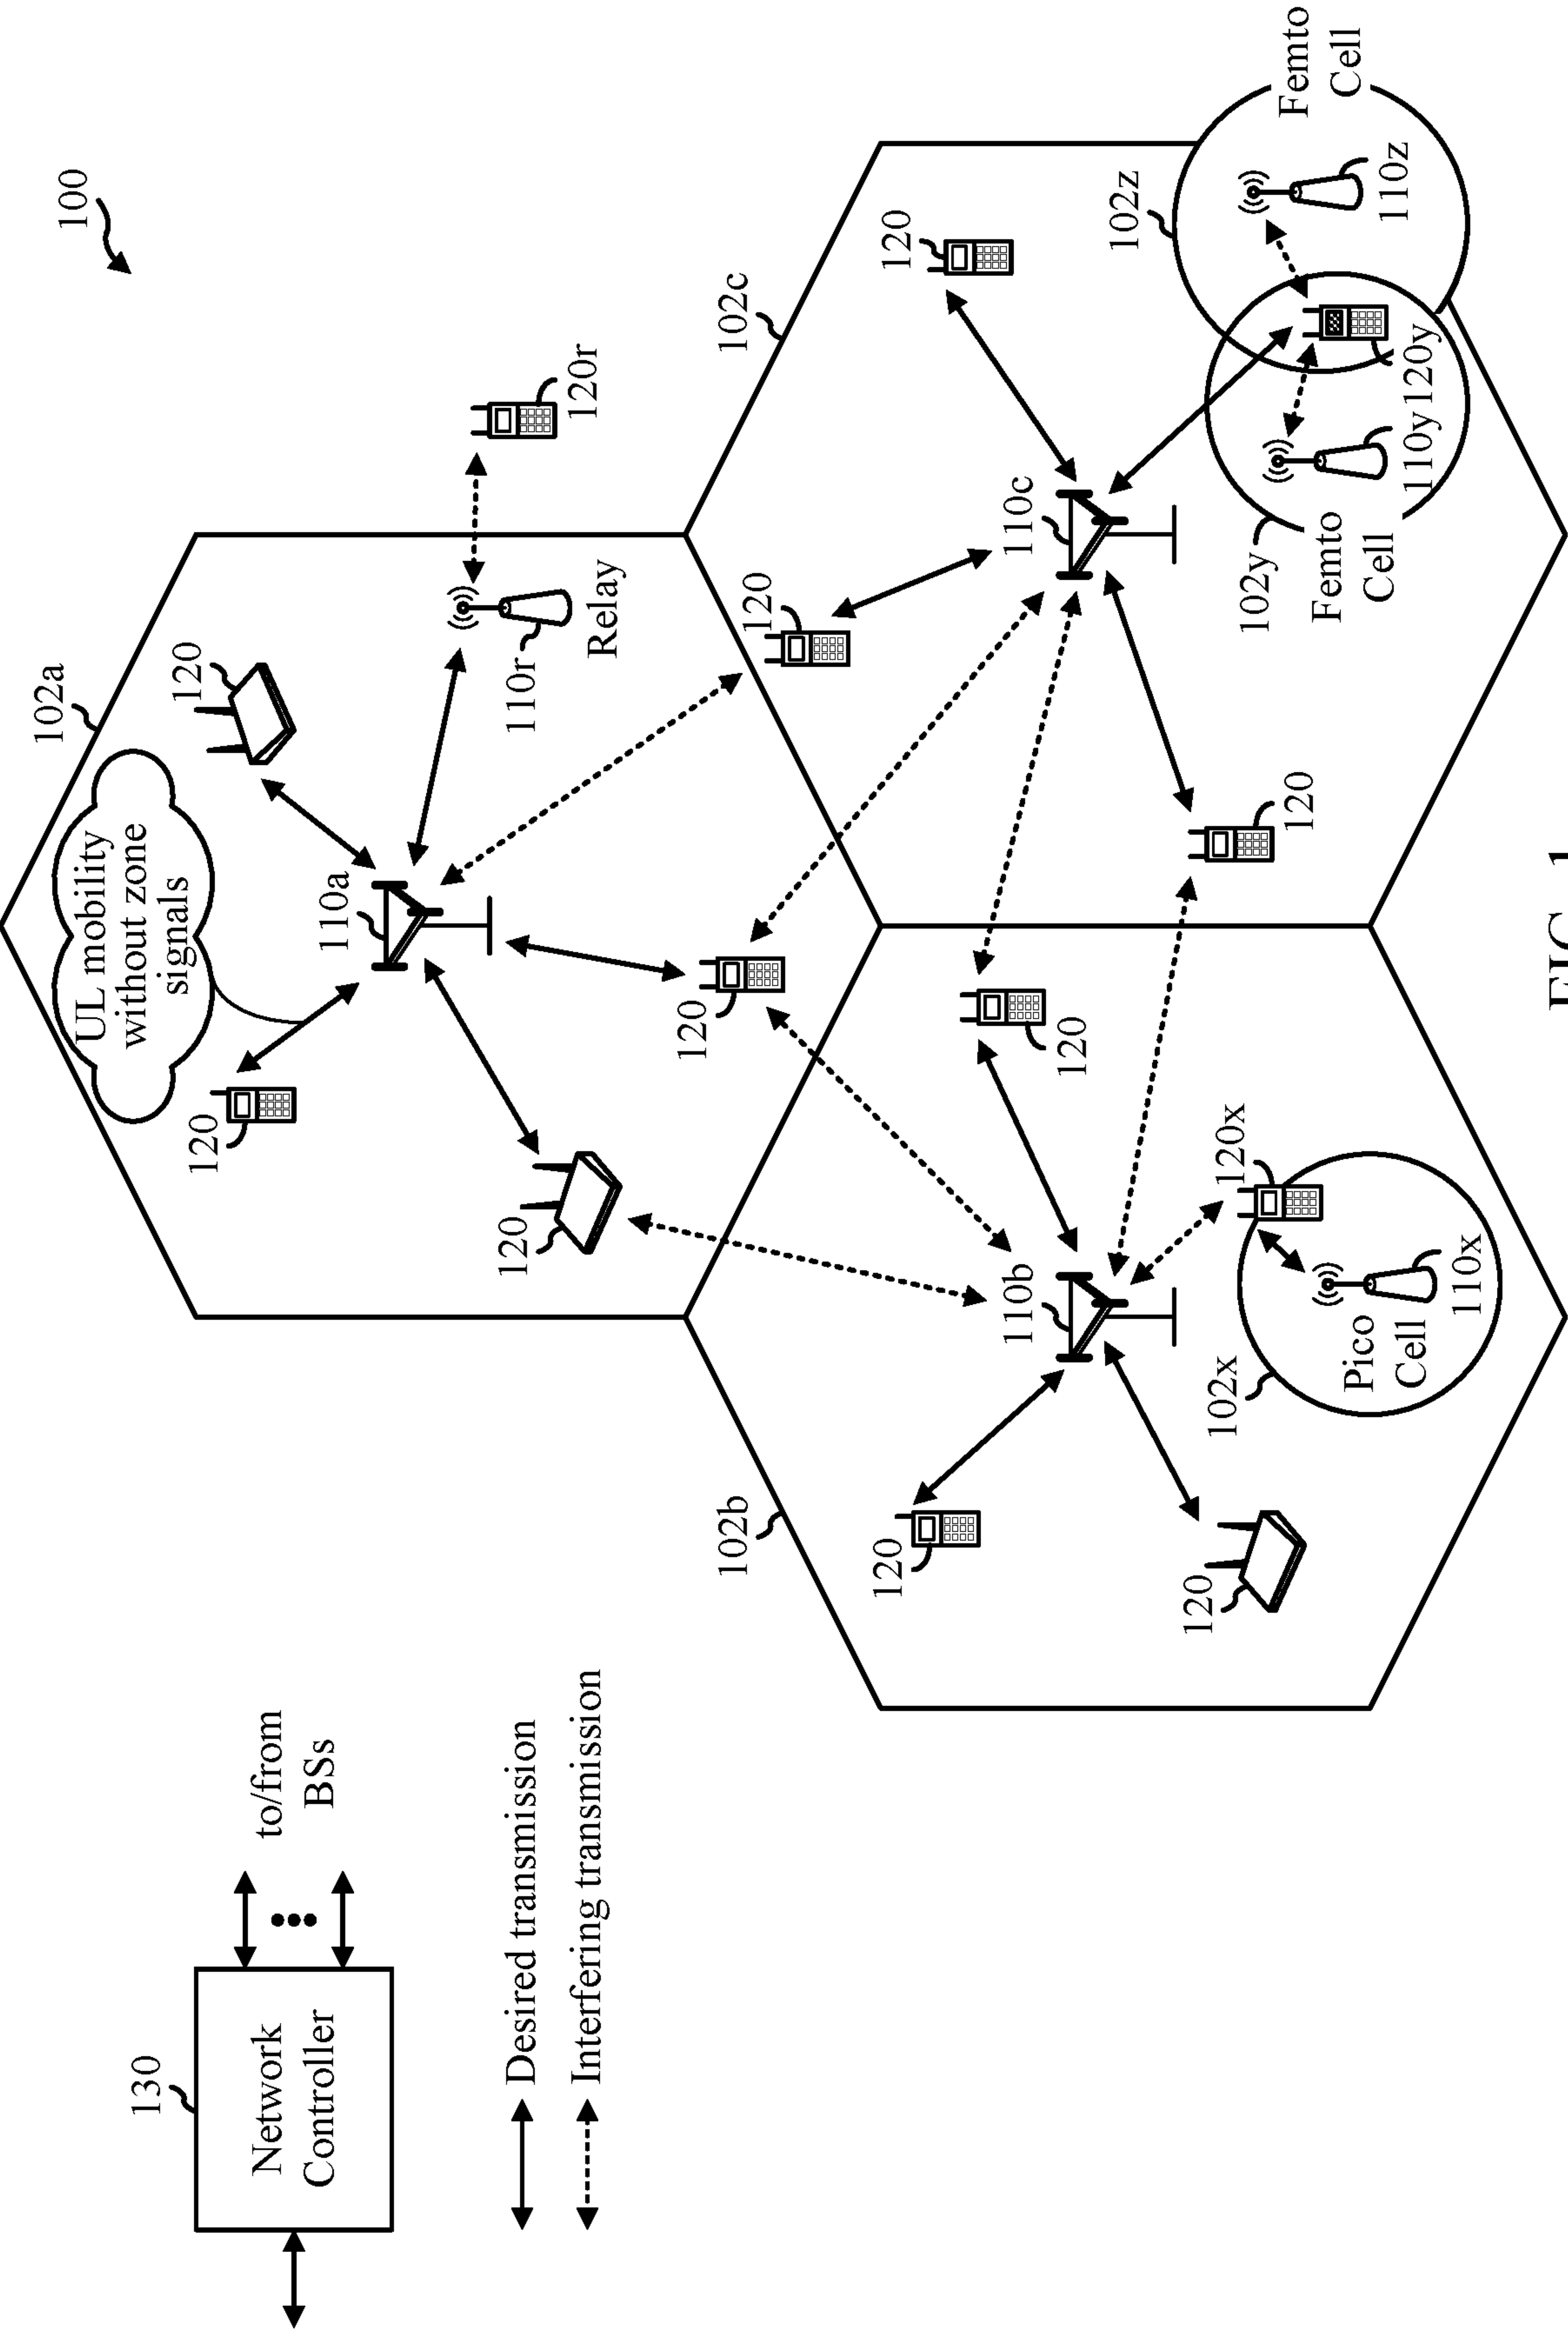 100
130
Network
Controller
to/from
BSs
Desired transmission
Interfering transmission
102a
UL mobility
without zone
signals
120
120
110a
120
120
110r
Relay
120r
102b
120
120
110b
120
120
102x
Pico
Cell
110x
120x
102c
120
110c
120
120
102y
Femto
Cell
110y
120y
102z
110z
Femto
Cell